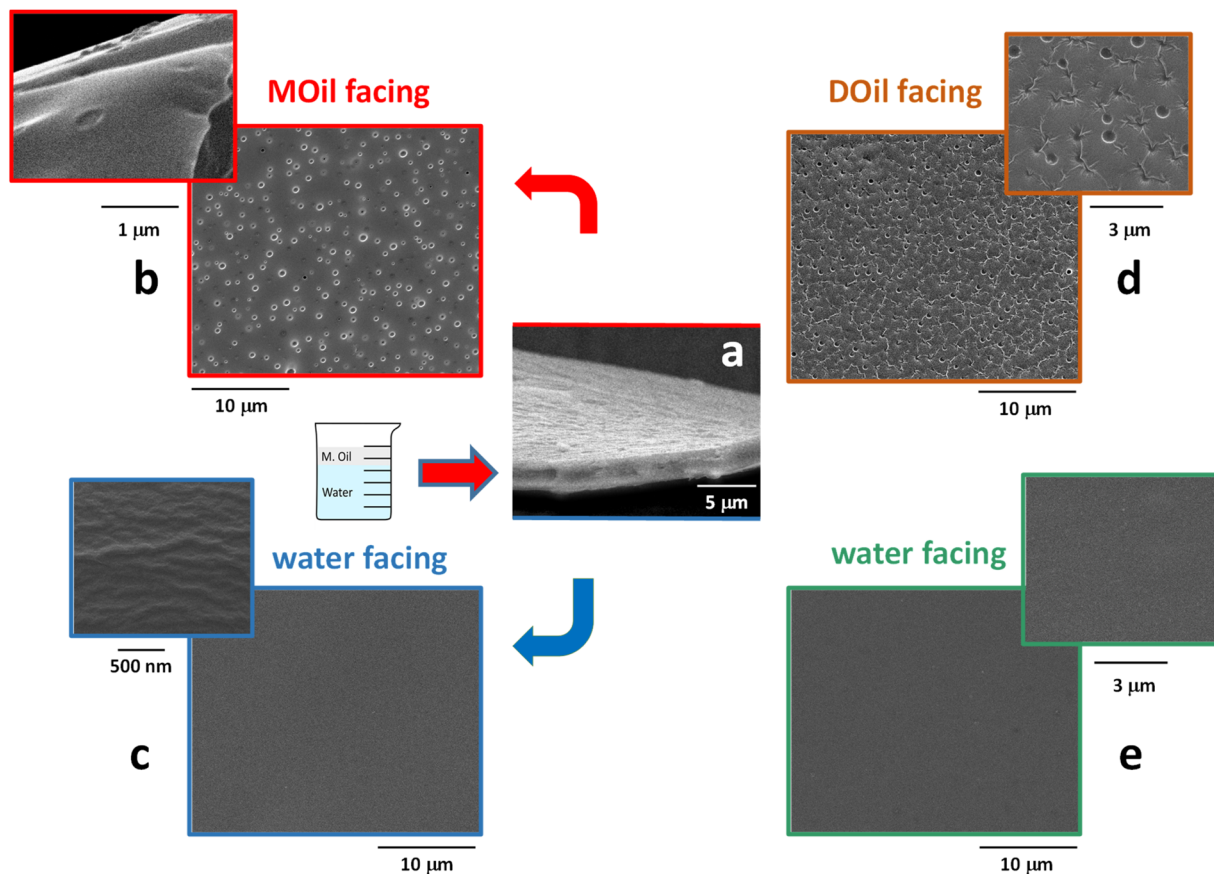 MOil facing
DOil facing
1 μm
3 μm
b
d
a
10 μm
10 μm
M. Oil
Water
5 μm
water facing
water facing
500 nm
3 μm
c
e
10 μm
10 μm